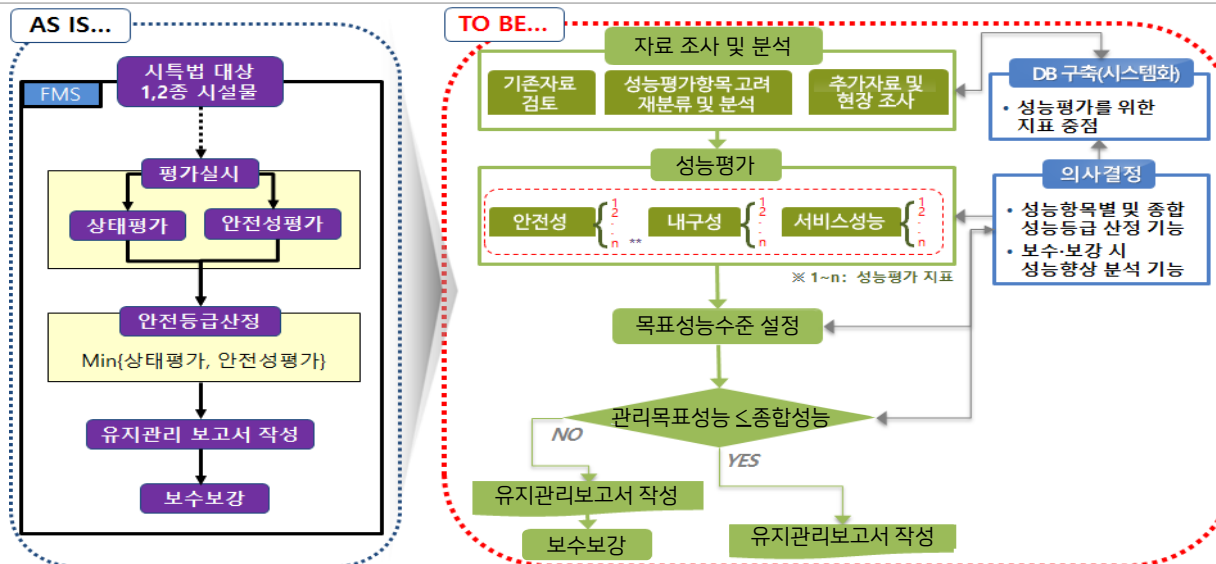 AS IS...
FMS
시특법 대상
1,2종 시설물
평가실시
상태평가
안전성평가
안전등급산정
Min{상태평가, 안전성평가}
유지관리 보고서 작성
보수보강
TO BE...
자료 조사 및 분석
기존자료
검토
성능평가항목 고려
재분류 및 분석
추가자료 및
현장 조사
DB 구축(시스템화)
• 성능평가를 위한
지표 중점
성능평가
안전성
1
2
.
.
n
**
내구성
1
2
.
.
n
서비스성능
1
2
.
.
n
※ 1~n: 성능평가 지표
의사결정
• 성능항목별 및 종합
성능등급 산정 기능
• 보수·보강 시
성능향상 분석 기능
목표성능수준 설정
관리목표성능 ≤종합성능
NO
YES
유지관리보고서 작성
보수보강
유지관리보고서 작성